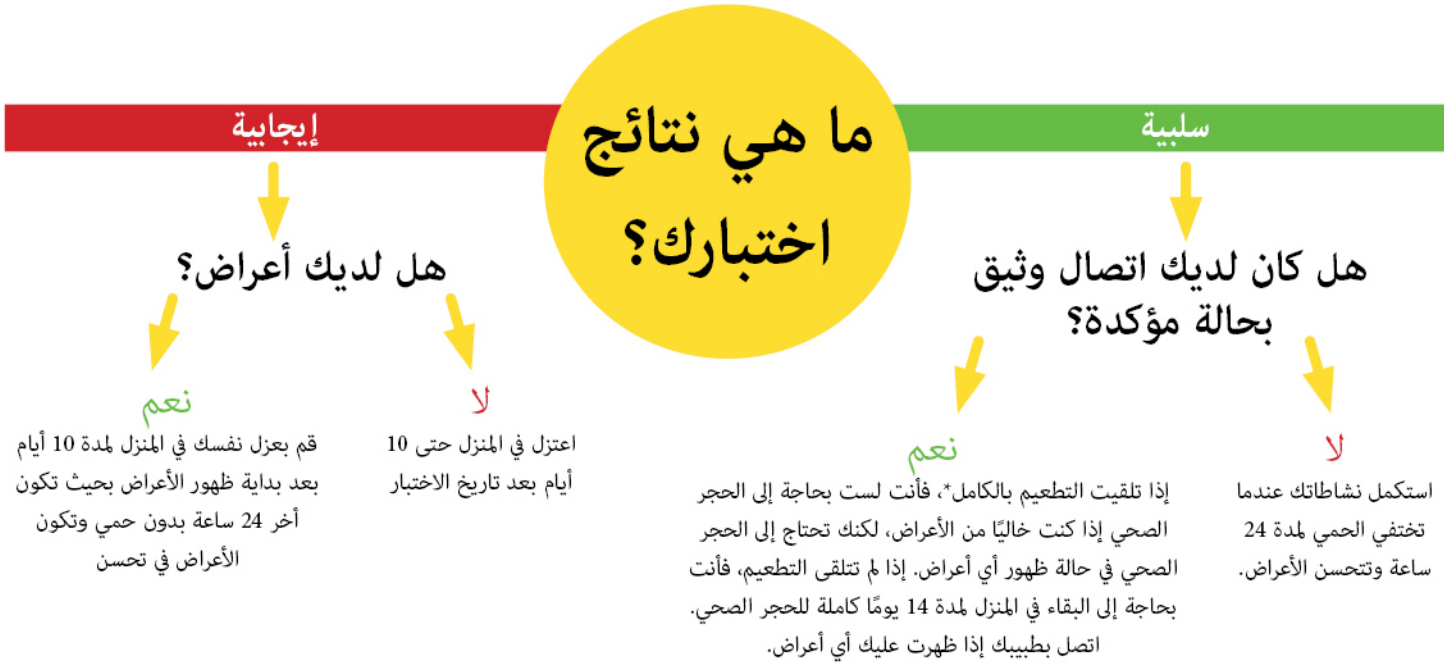 ما هي نتائج
اختبارك؟
سلبية
هل كان لديك اتصال وثيق
بحالة مؤكدة؟
لا
استكمل نشاطاتك عندما
تختفي الحمي لمدة 24
ساعة وتتحسن الأعراض.
نعم
إذا تلقيت التطعيم بالكامل*، فأنت لست بحاجة إلى الحجر
الصحي إذا كنت خاليًا من الأعراض، لكنك تحتاج إلى الحجر
الصحي في حالة ظهور أي أعراض. إذا لم تتلقى التطعيم، فأنت
بحاجة إلى البقاء في المنزل لمدة 14 يومًا كاملة للحجر الصحي.
اتصل بطبيبك إذا ظهرت عليك أي أعراض.
إيجابية
هل لديك أعراض؟
لا
اعتزل في المنزل حتى 10
أيام بعد تاريخ الاختبار
نعم
قم بعزل نفسك في المنزل لمدة 10 أيام
بعد بداية ظهور الأعراض بحيث تكون
أخر 24 ساعة بدون حمي وتكون
الأعراض في تحسن